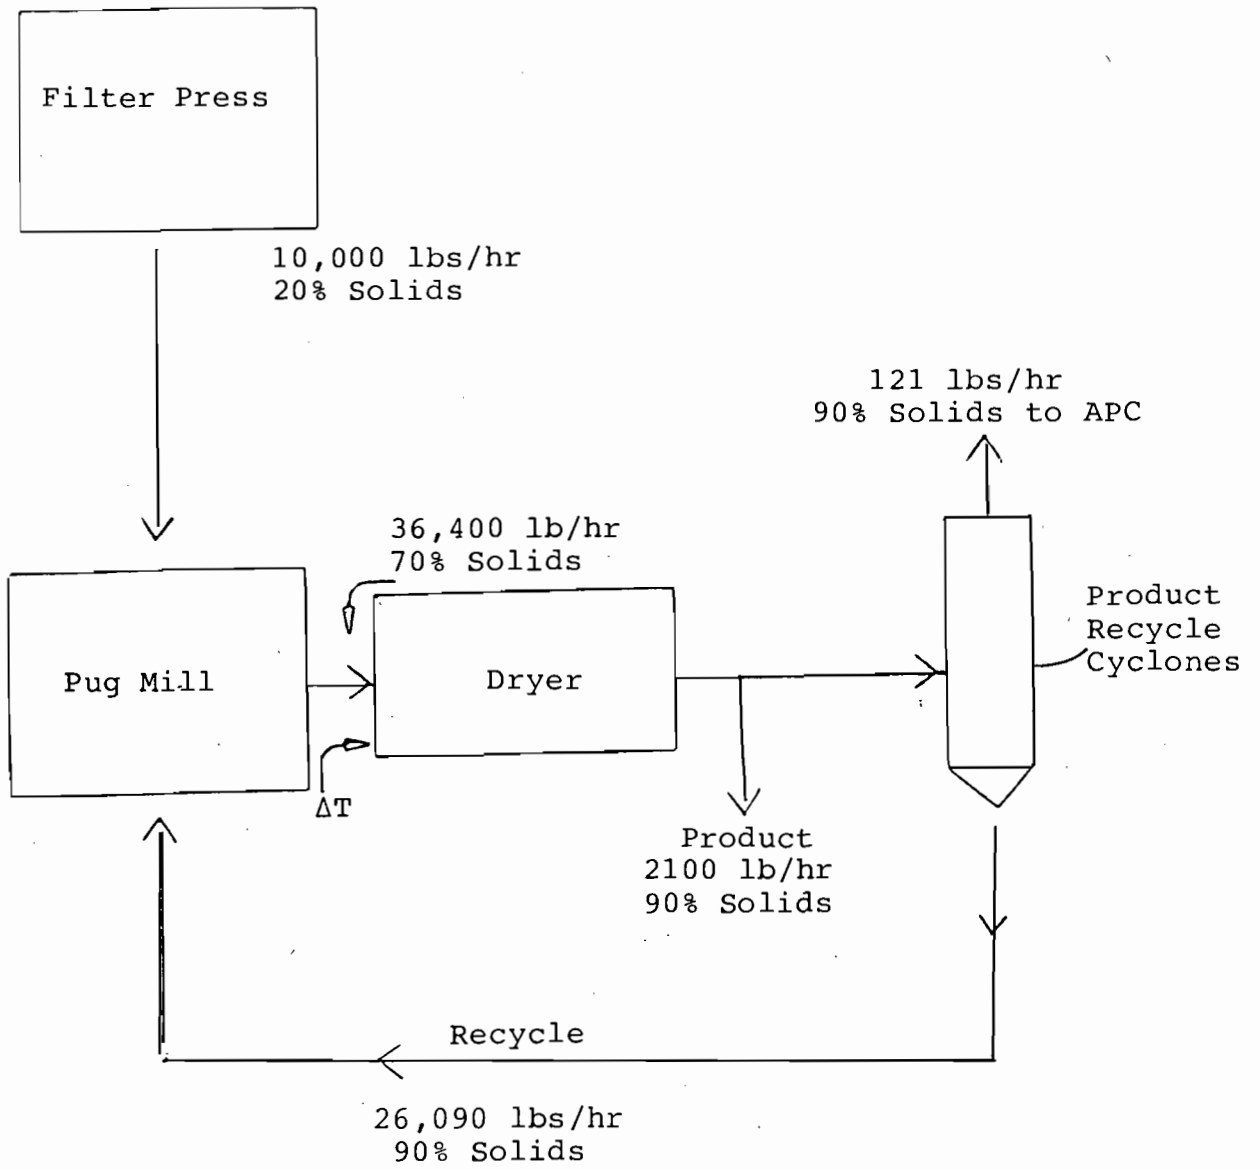 Filter Press
10,000 lbs/hr
20% Solids
121 lbs/hr
90% Solids to APC
36,400 lb/hr
70% Solids
Product
Recycle
Cyclones
Pug Mill
Dryer
ΔT
Product
2100 lb/hr
90% Solids
Recycle
26,090 lbs/hr
90% Solids